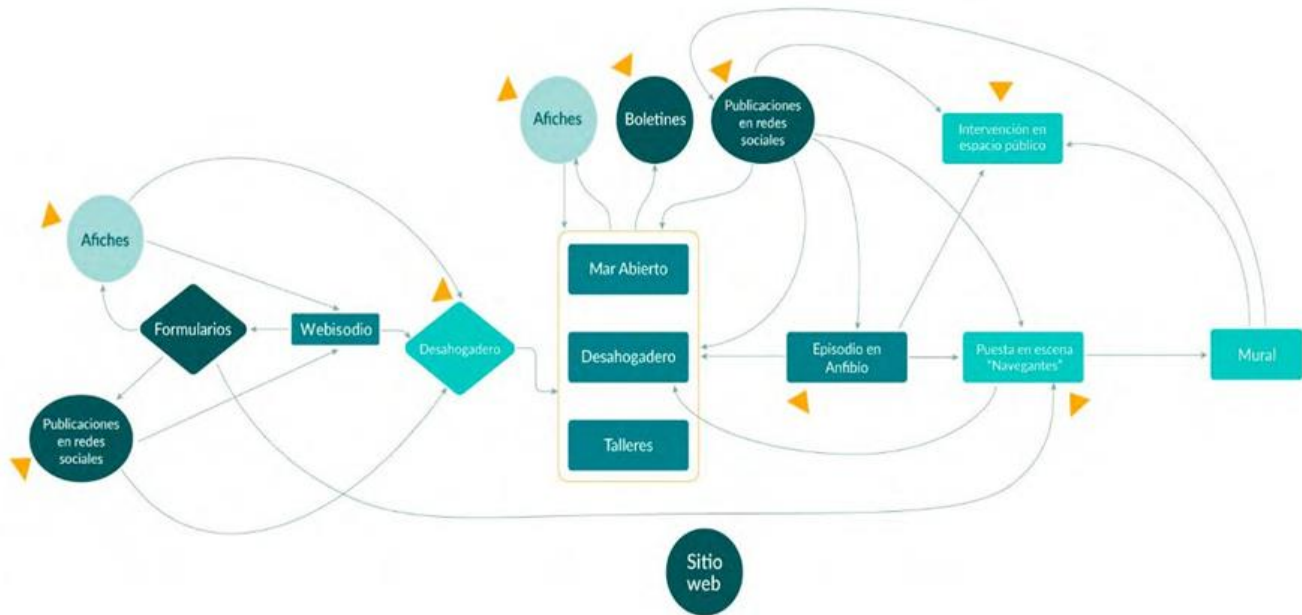 Afiches
Boletines
Publicaciones
en redes
sociales
Intervención en
espacio público
Afiches
Mar Abierto
Formularios
Webisodio
Desahogadero
Desahogadero
Episodio en
Anfibio
Puesta en escena
"Navegantes"
Mural
Publicaciones
en redes
sociales
Talleres
Sitio
web